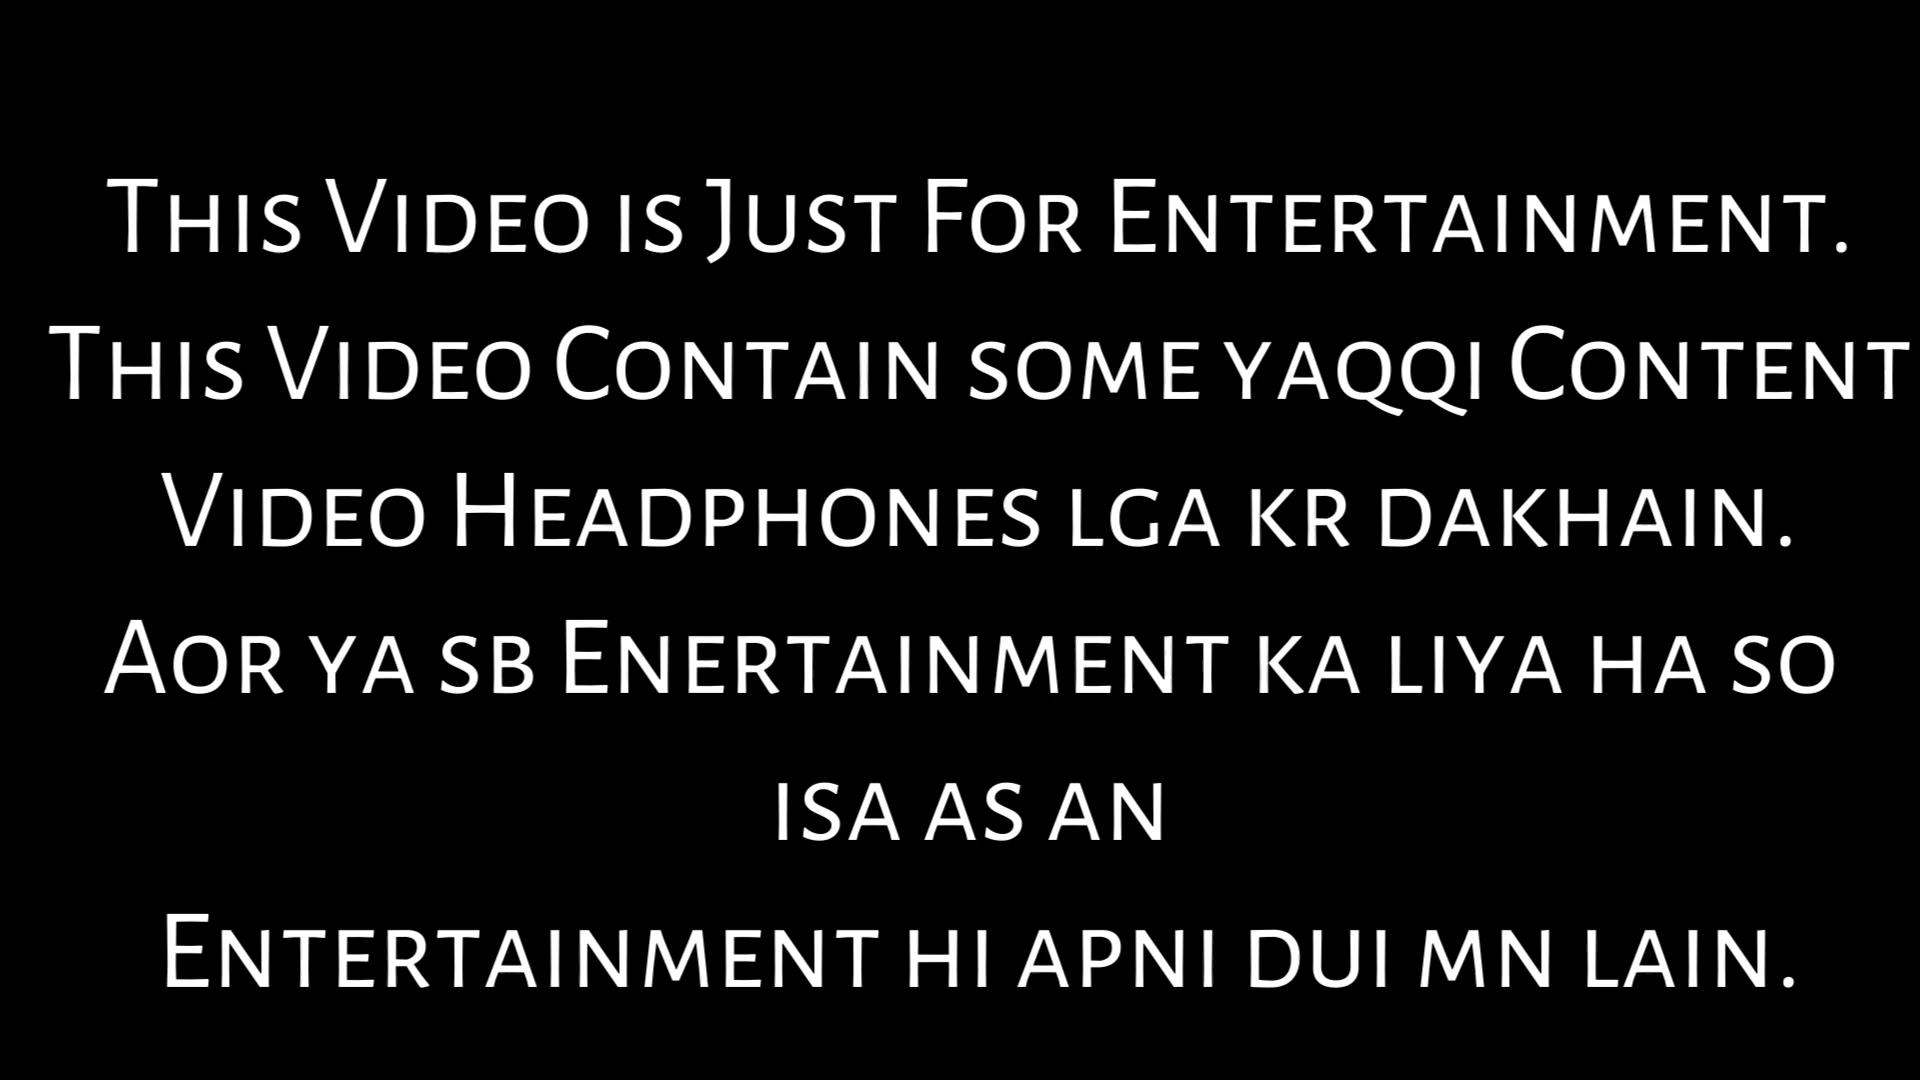 This Video is Just For Entertainment.
This Video Contain some yaqqi Content
Video Headphones lga kr dakhain.
Aor ya sb Enertainment ka liya ha so
isa as an
Entertainment hi apni dui mn lain.